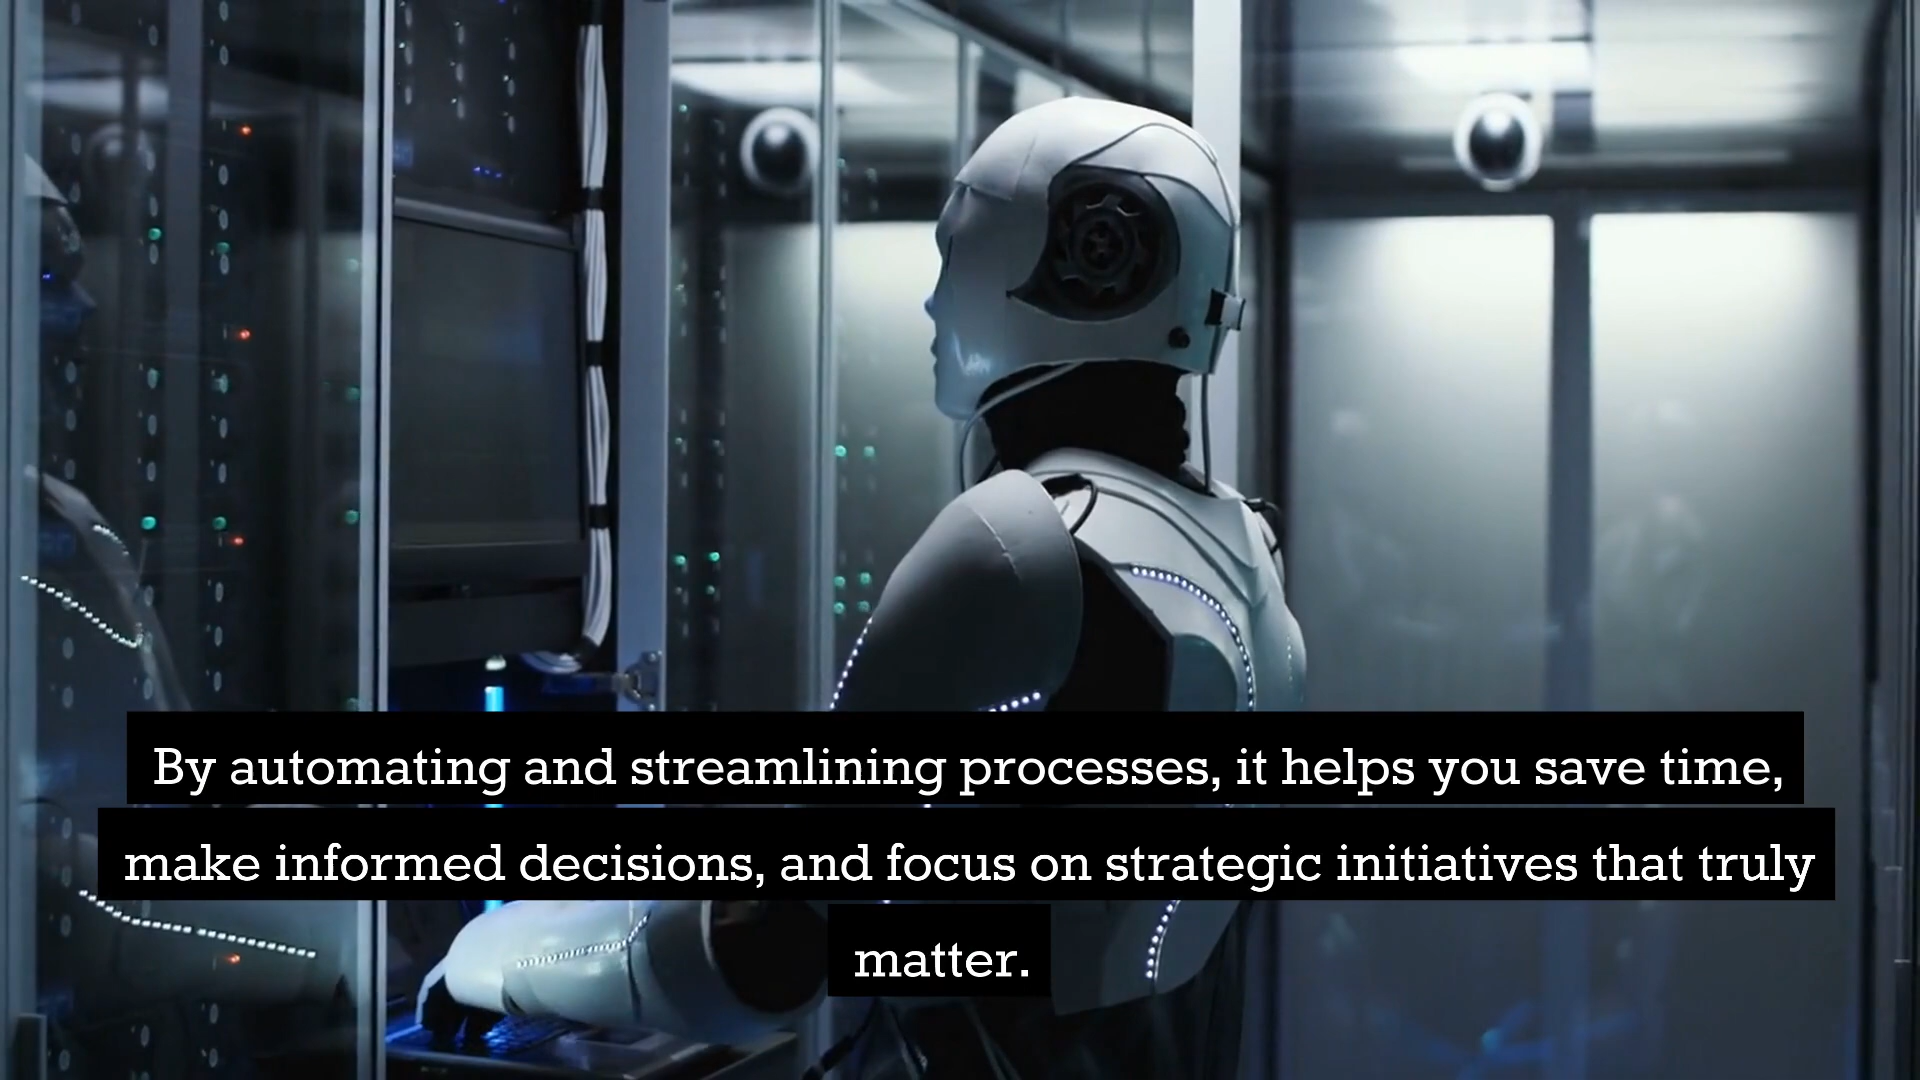 By automating and streamlining processes, it helps you save time,
make informed decisions, and focus on strategic initiatives that truly
matter.